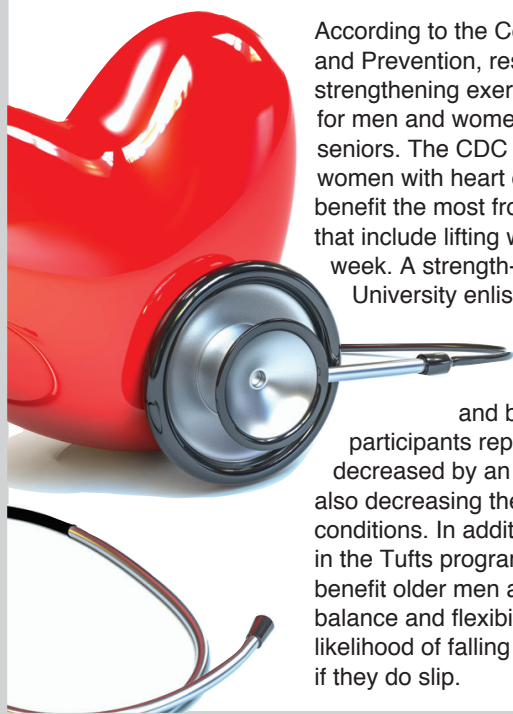 According to the Ce
and Prevention, res
strengthening exer
for men and wome
seniors. The CDC
women with heart
benefit the most fro
that include lifting w
week. A strength-
University enlis
and b
participants rep
decreased by an
also decreasing the
conditions. In addit
in the Tufts program
benefit older men a
balance and flexibi
likelihood of falling
if they do slip.